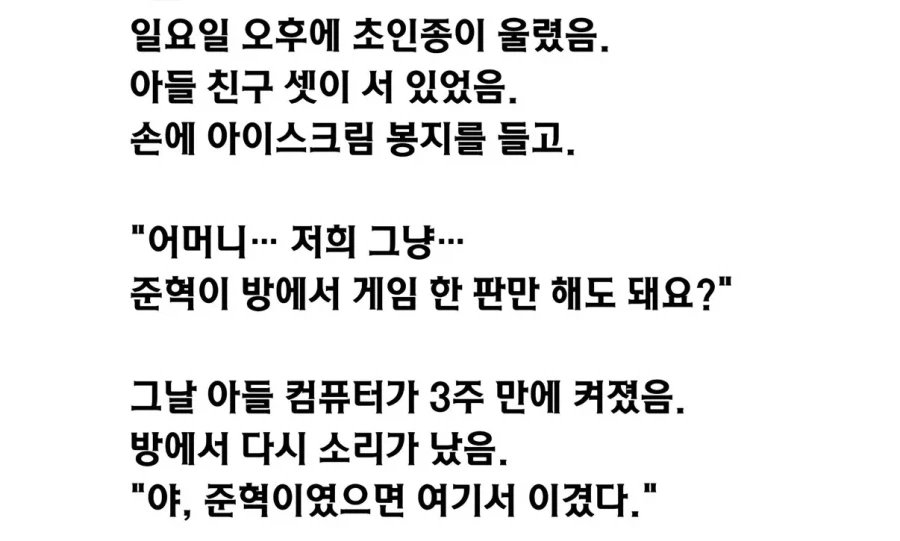 일요일 오후에 초인종이 울렸음.
아들 친구 셋이 서 있었음.
손에 아이스크림 봉지를 들고.
"어머니… 저희 그냥…
준혁이 방에서 게임 한 판만 해도 돼요?"
그날 아들 컴퓨터가 3주 만에 켜졌음.
방에서 다시 소리가 났음.
"야, 준혁이였으면 여기서 이겼다."